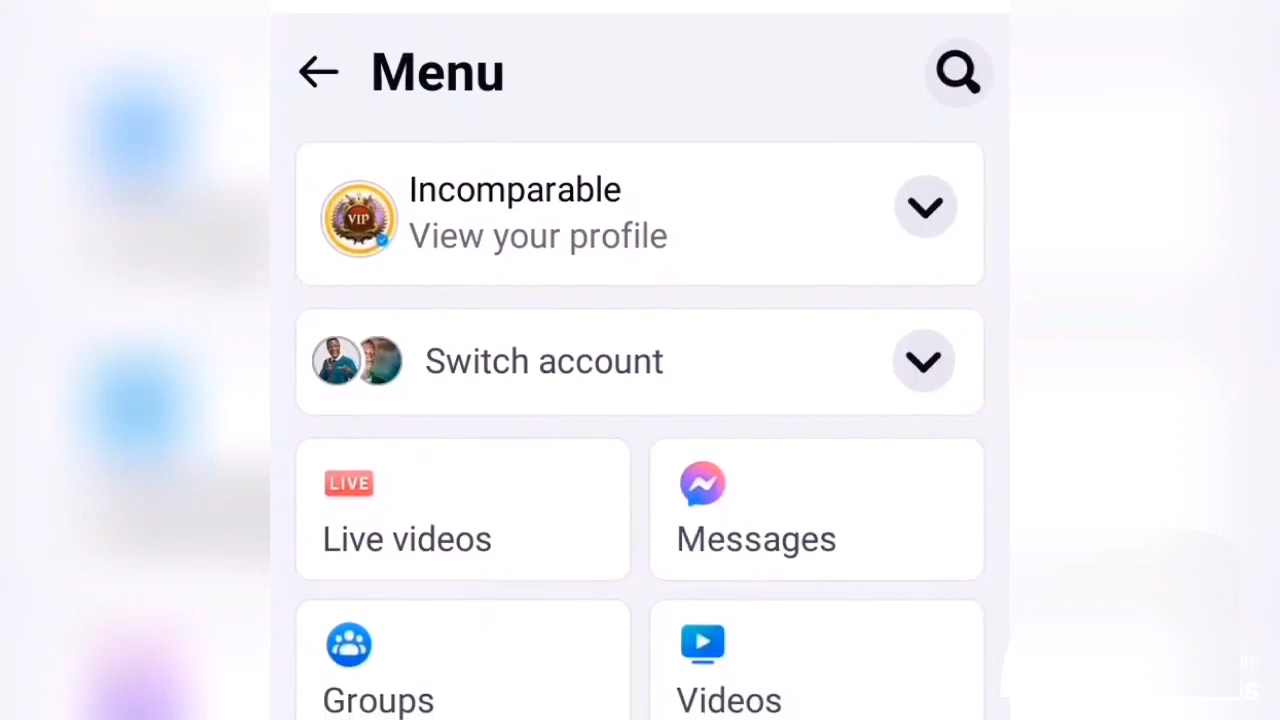 Menu
Incomparable
VIP
View your profile
Switch account
LIVE
Live videos
Messages
Groups
Videos